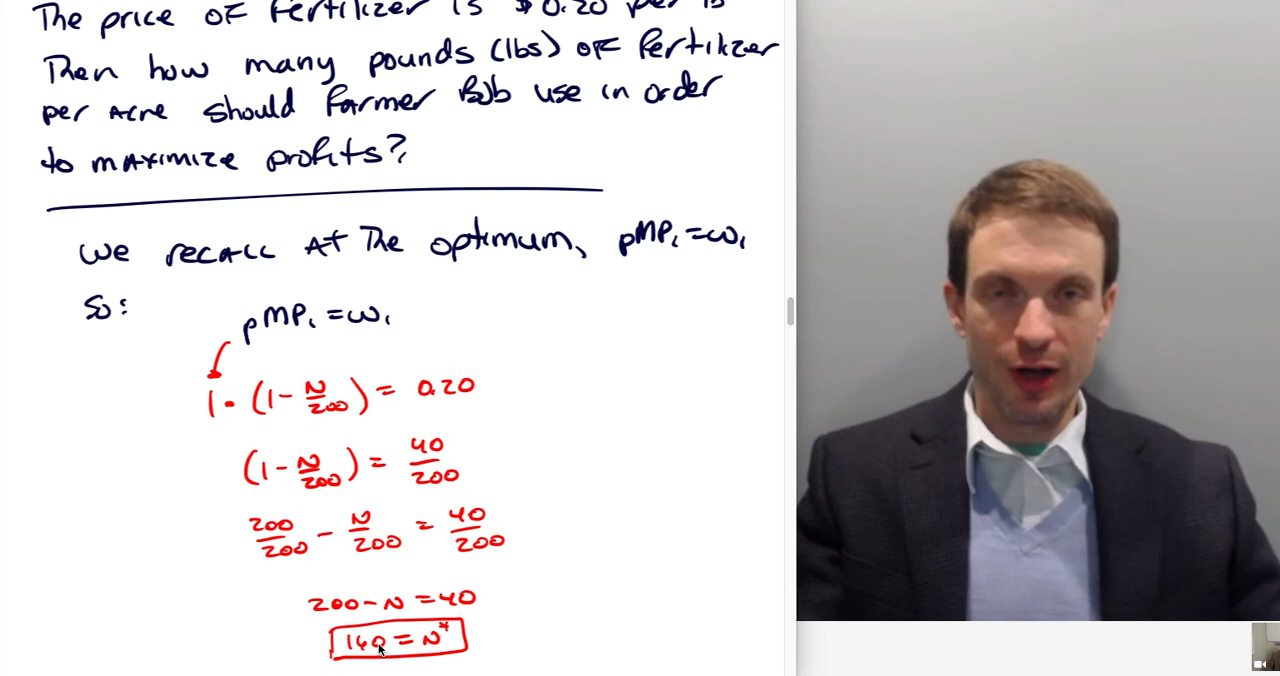 The price of fertilizer is $0.20 per lb
Then how many pounds (lbs) of fertilizer
per acre should farmer Bob use in order
to maximize profits?
We recall at the optimum, pMP₁=ω₁
So:
pMP₁=ω₁
1·(1-N/200)=0.20
(1-N/200)=40/200
200/200-N/200=40/200
200-N=40
160=N*